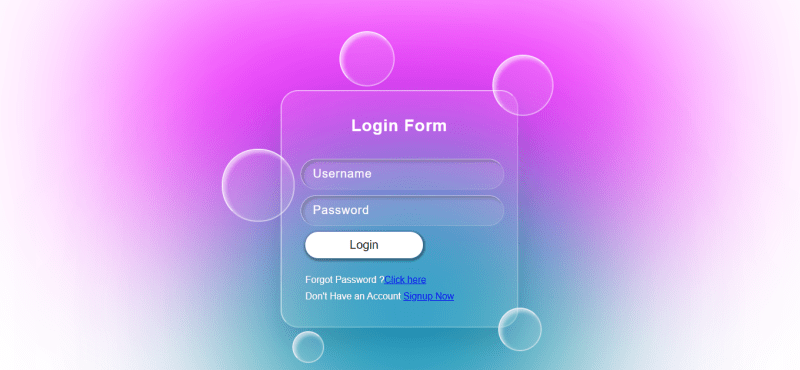 Login Form
Username
Password
Login
Forgot Password ?Click here
Don't Have an Account Signup Now